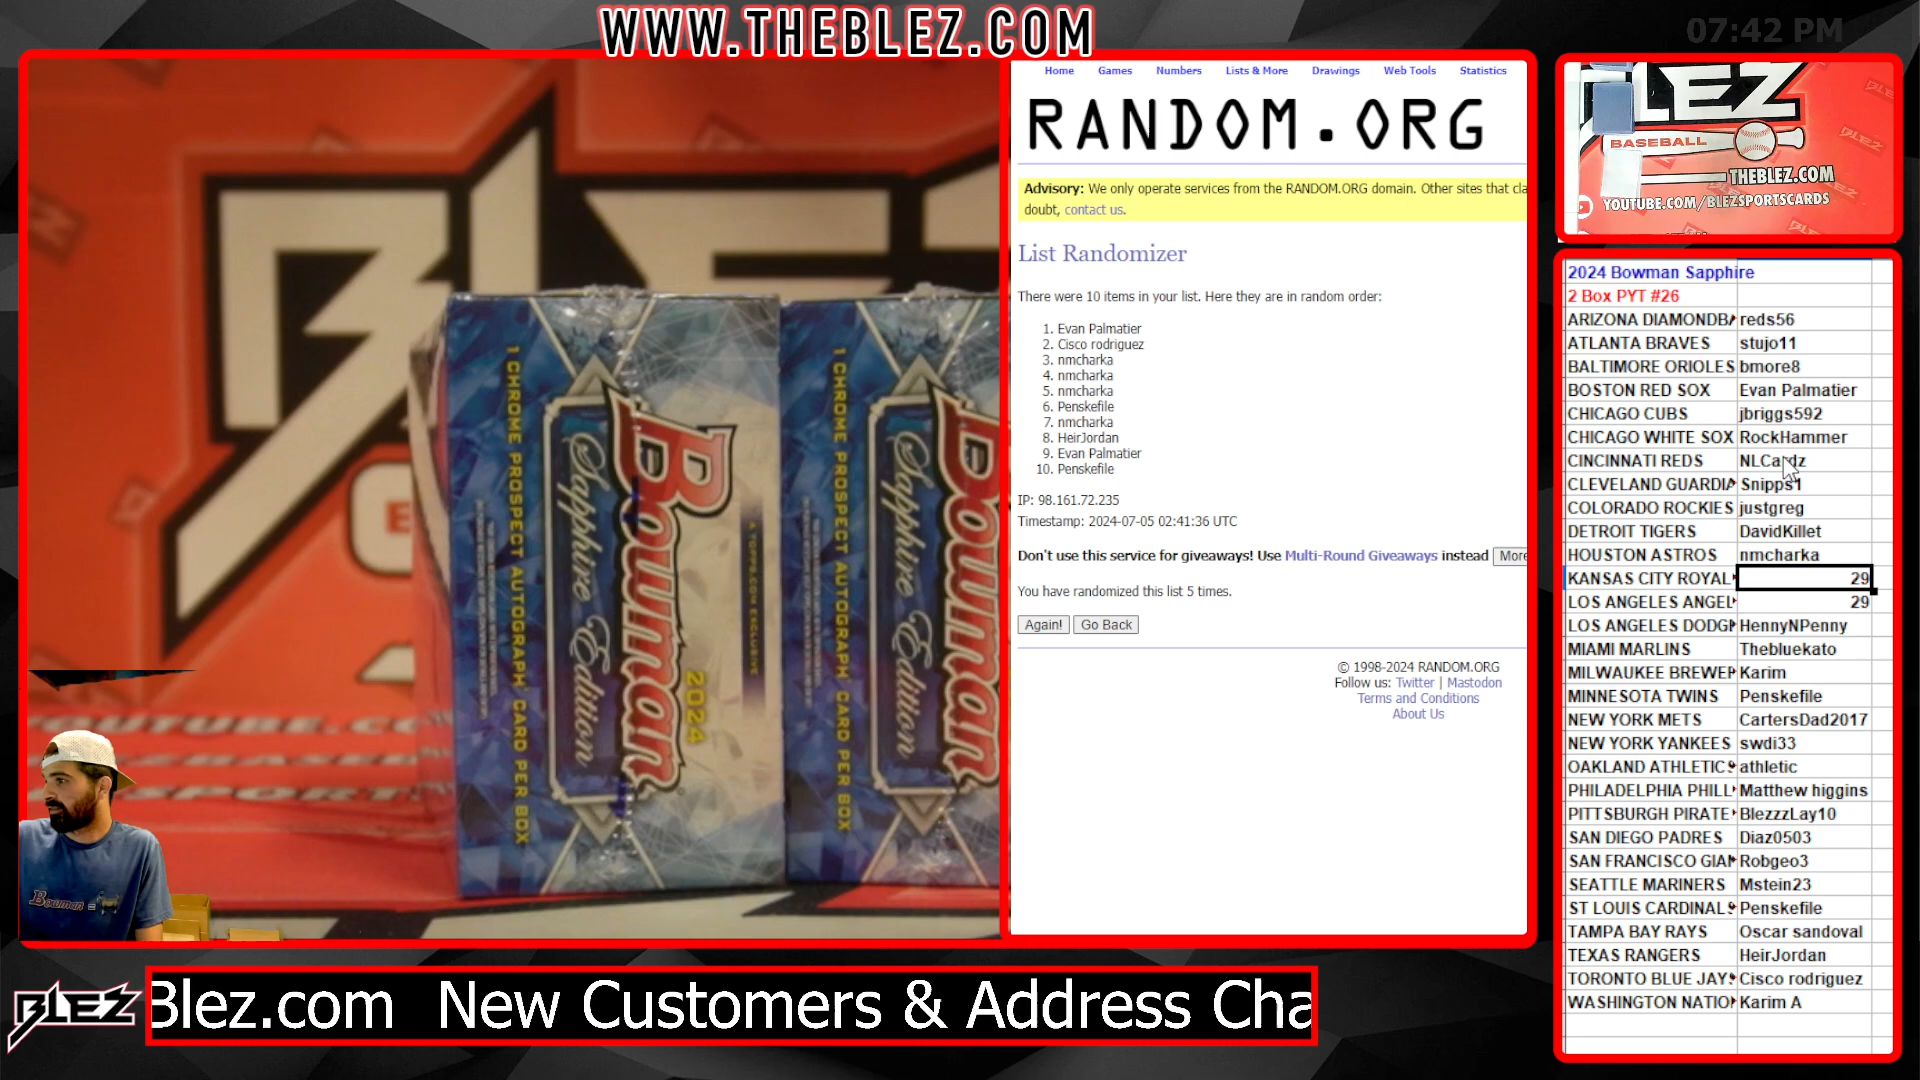 WWW.THEBLEZ.COM
07:42 PM
Home Games Numbers Lists & More Drawings Web Tools Statistics
RANDOM.ORG
Advisory: We only operate services from the RANDOM.ORG domain. Other sites that cla
doubt, contact us.
List Randomizer
There were 10 items in your list. Here they are in random order:
1. Evan Palmatier
2. Cisco rodriguez
3. nmcharka
4. nmcharka
5. nmcharka
6. Penskefile
7. nmcharka
8. HeirJordan
9. Evan Palmatier
10. Penskefile
IP: 98.161.72.235
Timestamp: 2024-07-05 02:41:36 UTC
Don't use this service for giveaways! Use Multi-Round Giveaways instead More
You have randomized this list 5 times.
Again! Go Back
© 1998-2024 RANDOM.ORG
Follow us: Twitter | Mastodon
Terms and Conditions
About Us
BLEZ
1 CHROME PROSPECT AUTOGRAPH CARD PER BOX
Bowman
Sapphire Edition
2024
A TOPPS.COM EXCLUSIVE
1 CHROME PROSPECT AUTOGRAPH CARD PER BOX
Bowman
Sapphire Edition
YOUTUBE.COM
Bowman =
LEZ
BASEBALL
THEBLEZ.COM
YOUTUBE.COM/BLEZSPORTSCARDS
2024 Bowman Sapphire
2 Box PYT #26
ARIZONA DIAMONDBA reds56
ATLANTA BRAVES stujo11
BALTIMORE ORIOLES bmore8
BOSTON RED SOX Evan Palmatier
CHICAGO CUBS jbriggs592
CHICAGO WHITE SOX RockHammer
CINCINNATI REDS NLCardz
CLEVELAND GUARDIA Snipps1
COLORADO ROCKIES justgreg
DETROIT TIGERS DavidKillet
HOUSTON ASTROS nmcharka
KANSAS CITY ROYAL 29
LOS ANGELES ANGEL 29
LOS ANGELES DODG HennyNPenny
MIAMI MARLINS Thebluekato
MILWAUKEE BREWE Karim
MINNESOTA TWINS Penskefile
NEW YORK METS CartersDad2017
NEW YORK YANKEES swdi33
OAKLAND ATHLETIC athletic
PHILADELPHIA PHILL Matthew higgins
PITTSBURGH PIRATE BlezzzLay10
SAN DIEGO PADRES Diaz0503
SAN FRANCISCO GIA Robgeo3
SEATTLE MARINERS Mstein23
ST LOUIS CARDINAL Penskefile
TAMPA BAY RAYS Oscar sandoval
TEXAS RANGERS HeirJordan
TORONTO BLUE JAY Cisco rodriguez
WASHINGTON NATIO Karim A
BLEZ
Blez.com New Customers & Address Cha